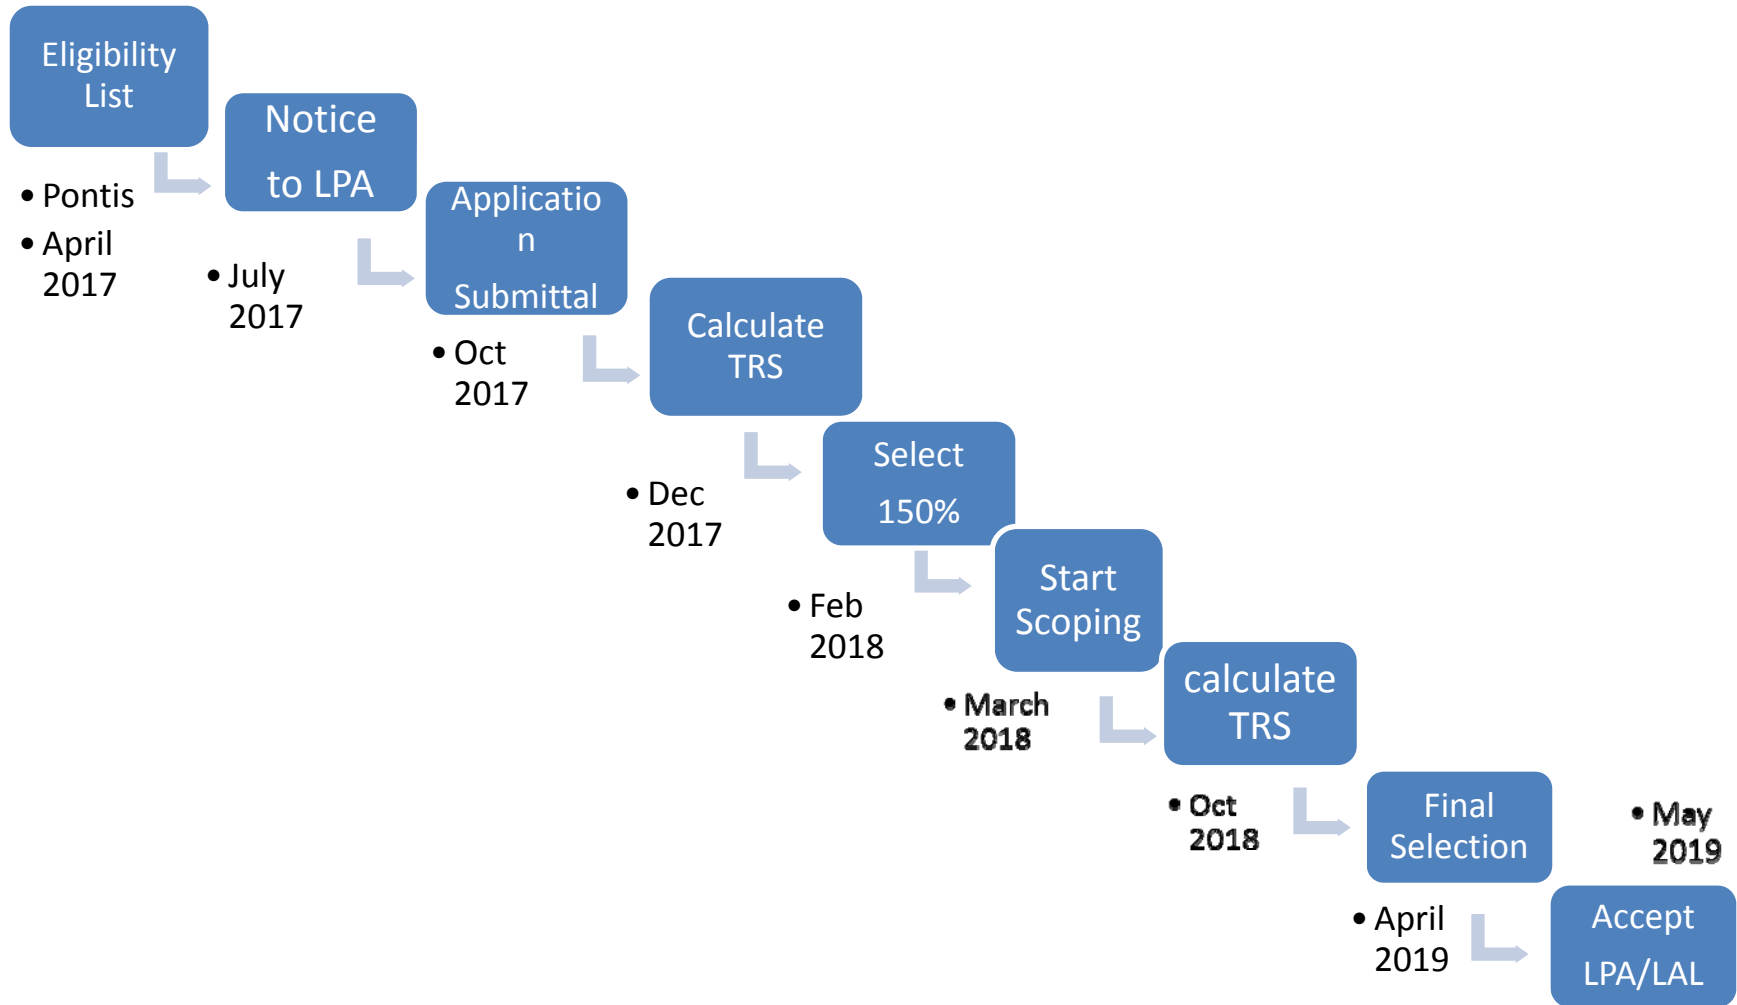 Eligibility
List
• Pontis
• April
2017
Notice
to LPA
• July
2017
Applicatio
n
Submittal
• Oct
2017
Calculate
TRS
• Dec
2017
Select
150%
• Feb
2018
Start
Scoping
• March
2018
calculate
TRS
• Oct
2018
Final
Selection
• April
2019
• May
2019
Accept
LPA/LAL